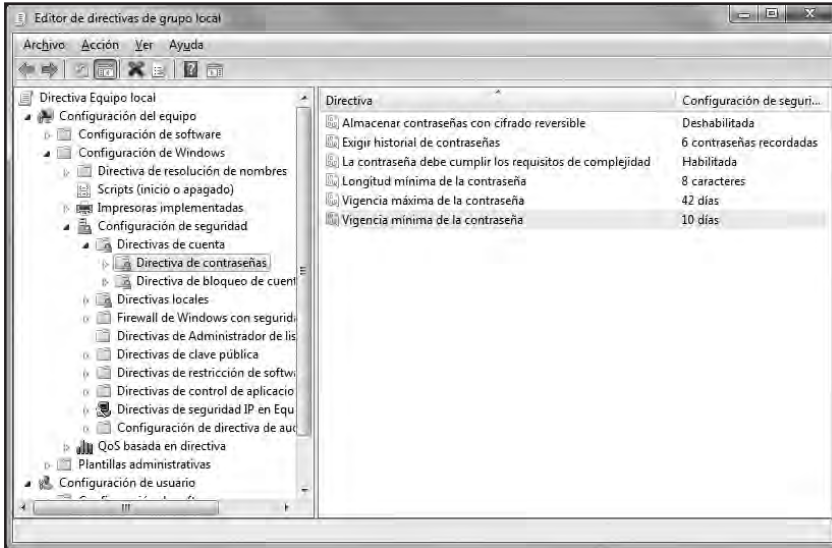 Editor de directivas de grupo local
Archivo Acción Ver Ayuda
Directiva Equipo local
Configuración del equipo
Configuración de software
Configuración de Windows
Directiva de resolución de nombres
Scripts (inicio o apagado)
Impresoras implementadas
Configuración de seguridad
Directivas de cuenta
Directiva de contraseñas
Directiva de bloqueo de cuent
Directivas locales
Firewall de Windows con segurid
Directivas de Administrador de lis
Directivas de clave pública
Directivas de restricción de softw
Directivas de control de aplicacio
Directivas de seguridad IP en Equ
Configuración de directiva de aud
QoS basada en directiva
Plantillas administrativas
Configuración de usuario
Directiva Configuración de seguri...
Almacenar contraseñas con cifrado reversible Deshabilitada
Exigir historial de contraseñas 6 contraseñas recordadas
La contraseña debe cumplir los requisitos de complejidad Habilitada
Longitud mínima de la contraseña 8 caracteres
Vigencia máxima de la contraseña 42 días
Vigencia mínima de la contraseña 10 días